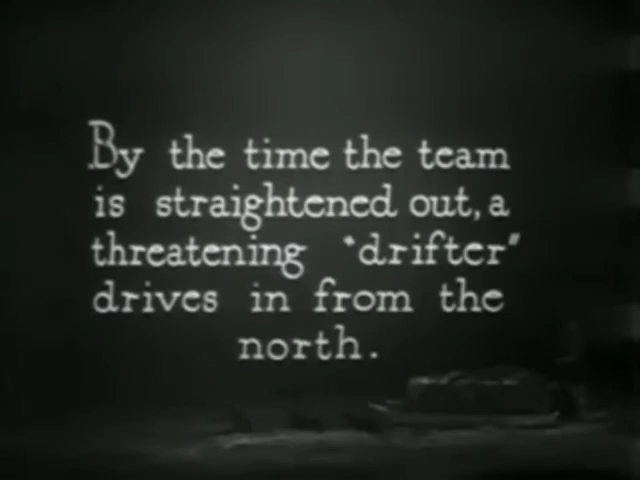 By the time the team
is straightened out, a
threatening "drifter"
drives in from the
north.